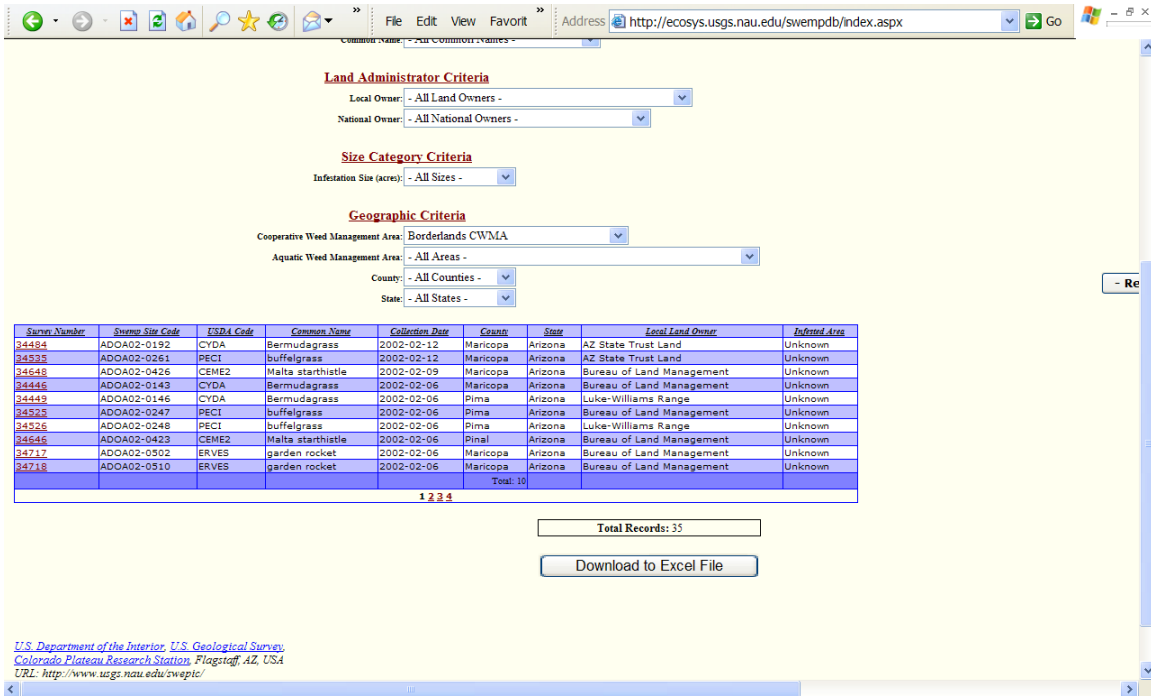 » File Edit View Favorit » Address http://ecosys.usgs.nau.edu/swempdb/index.aspx Go
Common Name: - All Common Names -
Land Administrator Criteria
Local Owner: - All Land Owners -
National Owner: - All National Owners -
Size Category Criteria
Infestation Size (acres): - All Sizes -
Geographic Criteria
Cooperative Weed Management Area: Borderlands CWMA
Aquatic Weed Management Area: - All Areas -
County: - All Counties -
- Re
State: - All States -
Survey Number Swemp Site Code USDA Code Common Name Collection Date County State Local Land Owner Infested Area
34484 ADOA02-0192 CYDA Bermudagrass 2002-02-12 Maricopa Arizona AZ State Trust Land Unknown
34535 ADOA02-0261 PECI buffelgrass 2002-02-12 Maricopa Arizona AZ State Trust Land Unknown
34648 ADOA02-0426 CEME2 Malta starthistle 2002-02-09 Maricopa Arizona Bureau of Land Management Unknown
34446 ADOA02-0143 CYDA Bermudagrass 2002-02-06 Maricopa Arizona Bureau of Land Management Unknown
34449 ADOA02-0146 CYDA Bermudagrass 2002-02-06 Pima Arizona Luke-Williams Range Unknown
34525 ADOA02-0247 PECI buffelgrass 2002-02-06 Maricopa Arizona Bureau of Land Management Unknown
34526 ADOA02-0248 PECI buffelgrass 2002-02-06 Pima Arizona Luke-Williams Range Unknown
34646 ADOA02-0423 CEME2 Malta starthistle 2002-02-06 Pinal Arizona Bureau of Land Management Unknown
34717 ADOA02-0502 ERVES garden rocket 2002-02-06 Maricopa Arizona Bureau of Land Management Unknown
34718 ADOA02-0510 ERVES garden rocket 2002-02-06 Maricopa Arizona Bureau of Land Management Unknown
Total: 10
1 2 3 4
Total Records: 35
Download to Excel File
U.S. Department of the Interior, U.S. Geological Survey,
Colorado Plateau Research Station, Flagstaff, AZ, USA
URL: http://www.usgs.nau.edu/swepic/